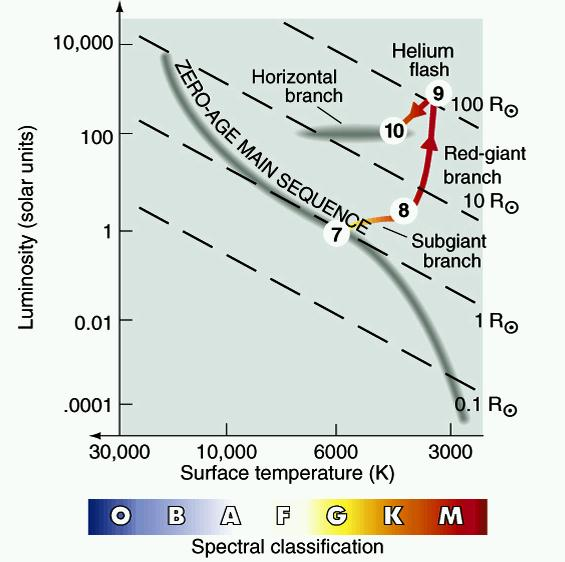 10,000
100
1
0.01
.0001
Luminosity (solar units)
30,000
10,000
6000
3000
Surface temperature (K)
ZERO-AGE MAIN SEQUENCE
Horizontal
branch
Helium
flash
9
10
8
7
Red-giant
branch
Subgiant
branch
100 R⊙
10 R⊙
1 R⊙
0.1 R⊙
O B A F G K M
Spectral classification